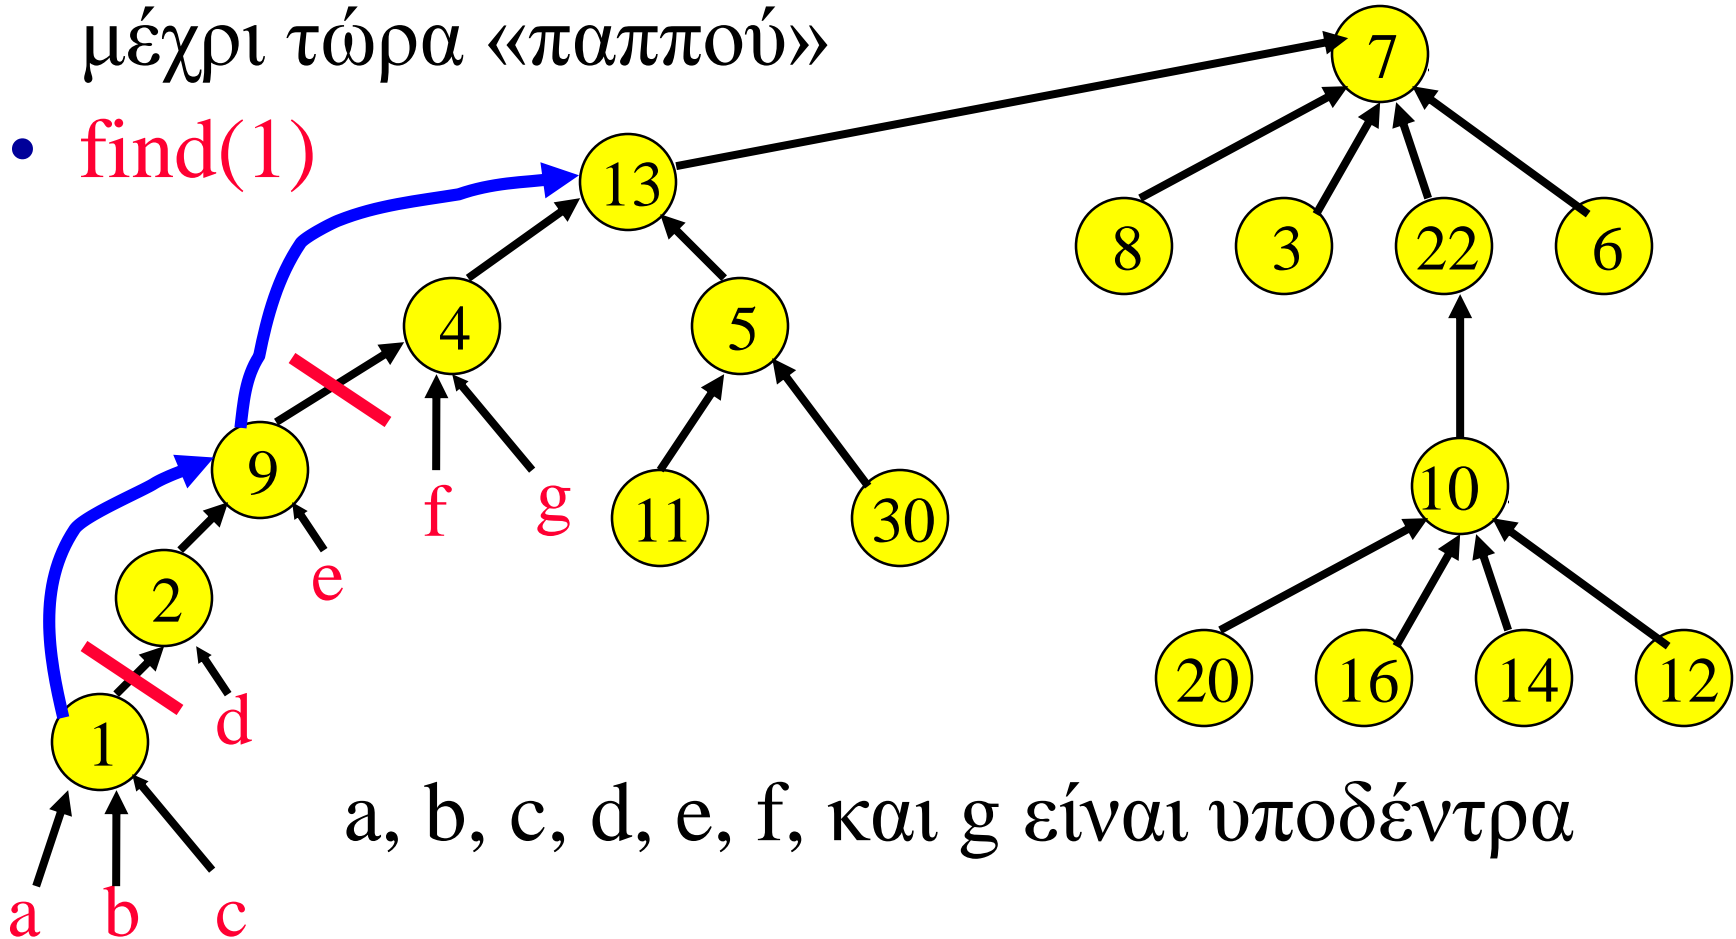 μέχρι τώρα «παππού»
• find(1)
7
13
8 3 22 6
4 5
9 f g 11 30 10
2 e
20 16 14 12
1 d
a, b, c, d, e, f, και g είναι υποδέντρα
a b c